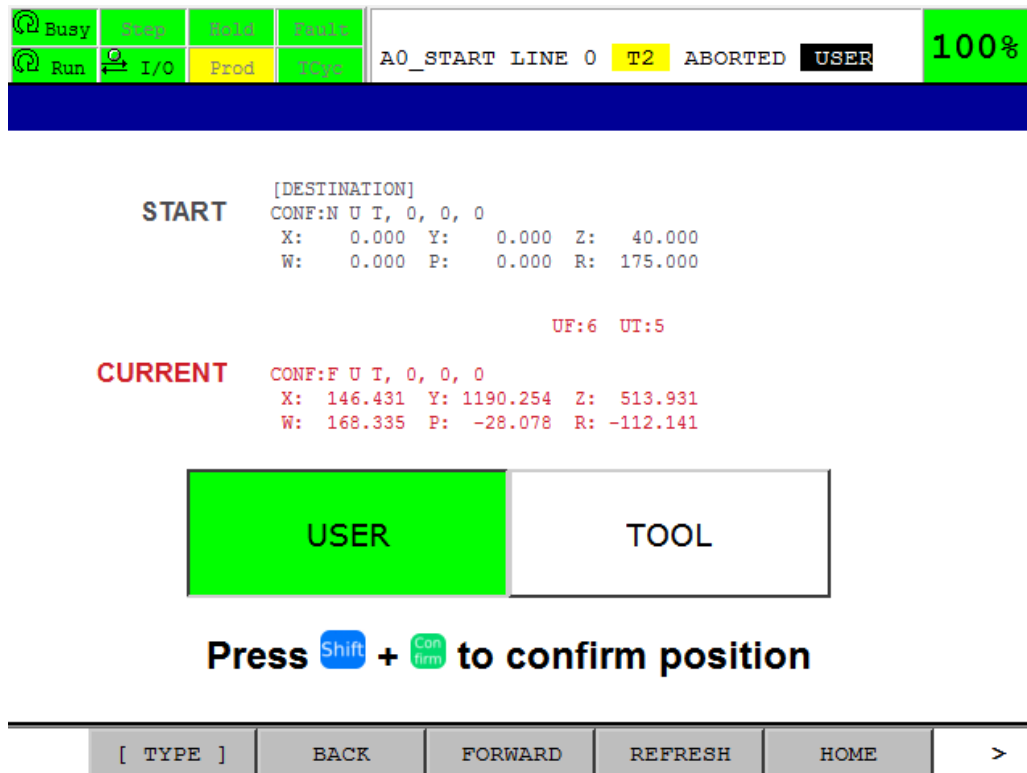 Busy Step Hold Fault
Run I/O Prod TCyc
A0_START LINE 0 T2 ABORTED USER
100%
START
[DESTINATION]
CONF:N U T, 0, 0, 0
X: 0.000 Y: 0.000 Z: 40.000
W: 0.000 P: 0.000 R: 175.000
UF:6 UT:5
CURRENT
CONF:F U T, 0, 0, 0
X: 146.431 Y: 1190.254 Z: 513.931
W: 168.335 P: -28.078 R: -112.141
USER TOOL
Press Shift + Con firm to confirm position
[ TYPE ] BACK FORWARD REFRESH HOME >